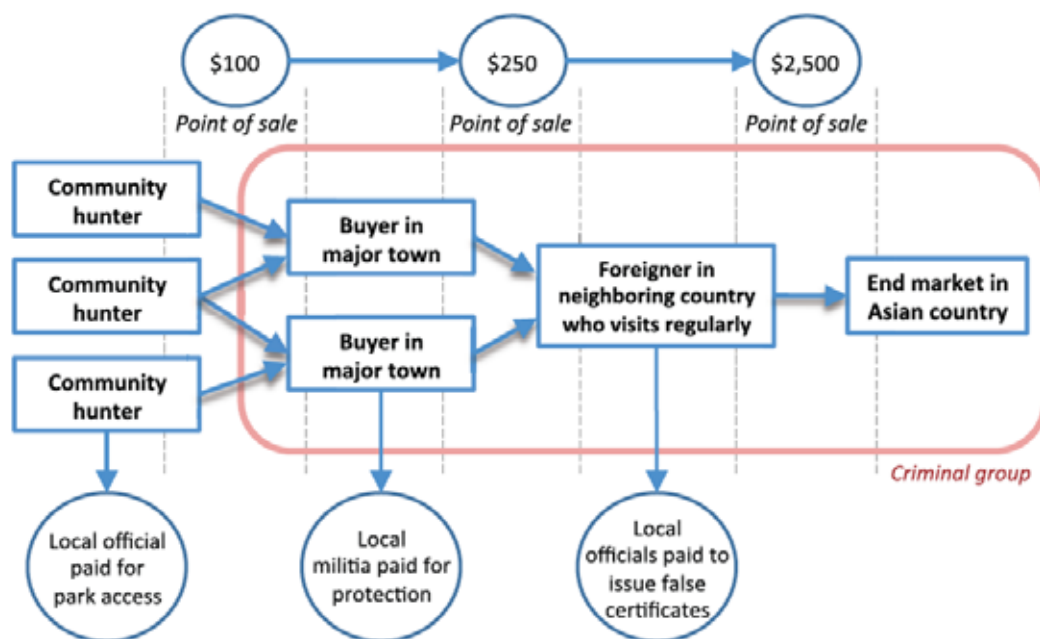 $100
$250
$2,500
Point of sale
Point of sale
Point of sale
Community
hunter
Community
hunter
Community
hunter
Buyer in
major town
Buyer in
major town
Foreigner in
neighboring country
who visits regularly
End market in
Asian country
Criminal group
Local official
paid for
park access
Local
militia paid for
protection
Local
officials paid to
issue false
certificates